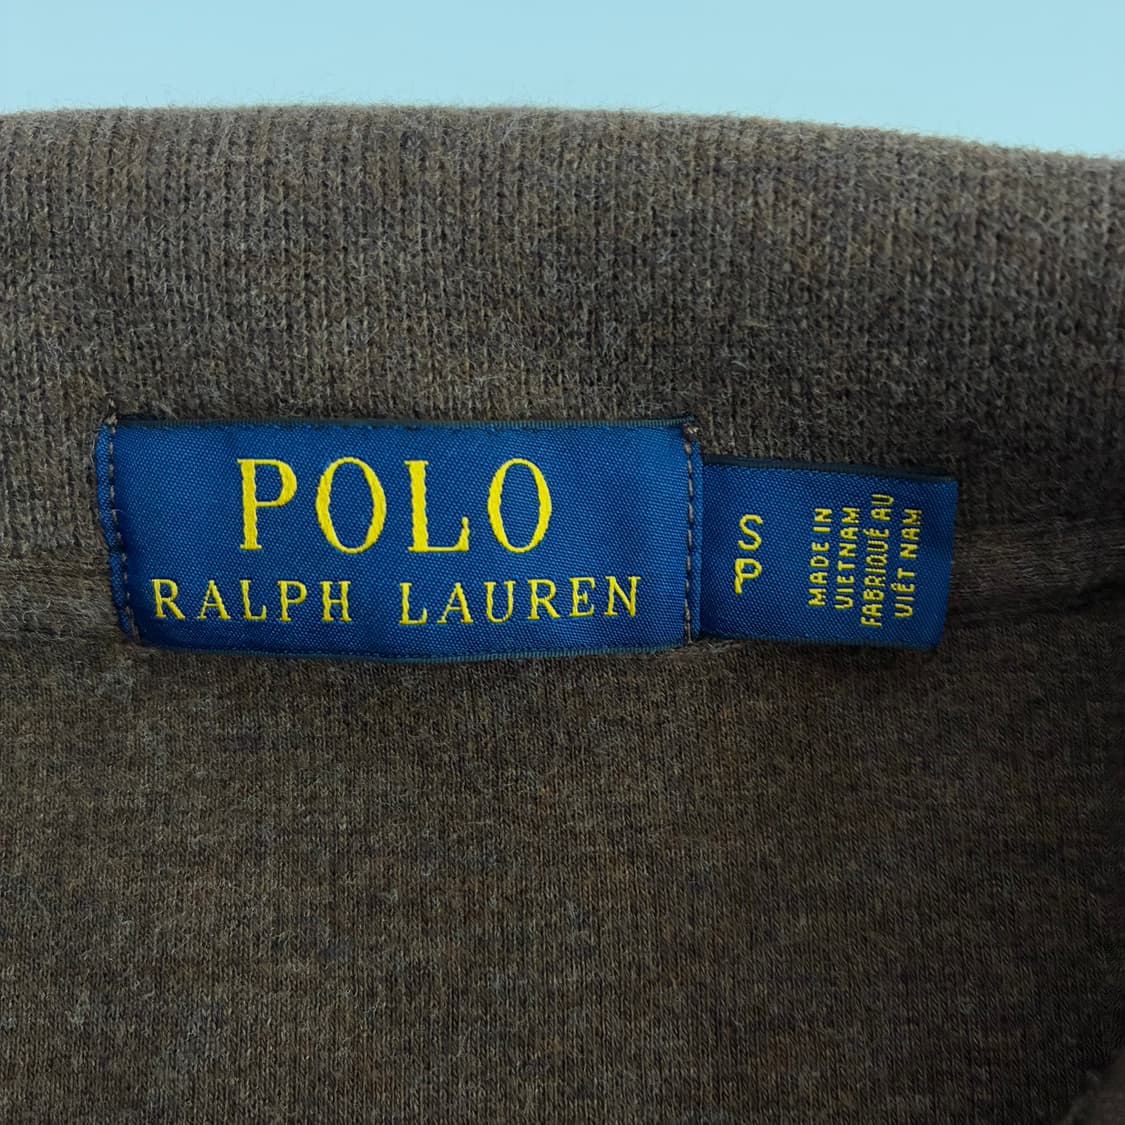 POLO
RALPH LAUREN
S
P
MADE IN
VIETNAM
FABRIQUÉ AU
VIÊT NAM